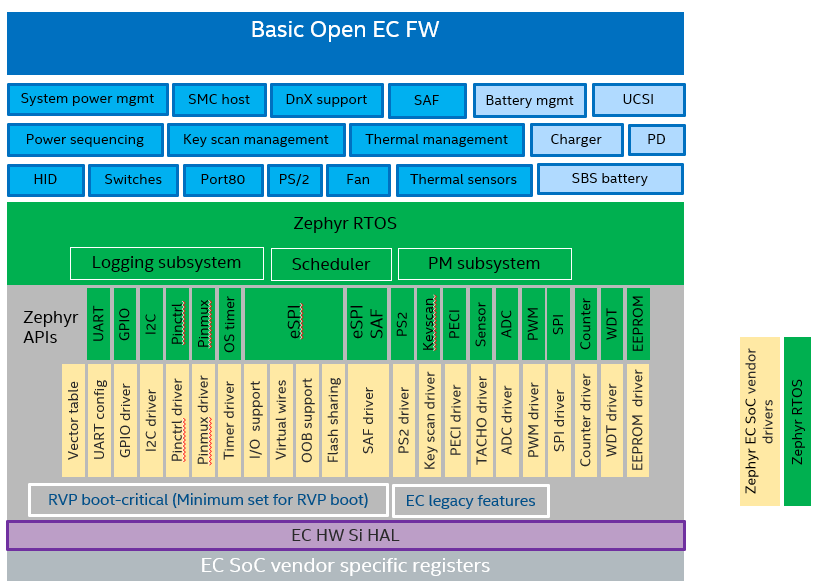 Basic Open EC FW
System power mgmt
SMC host
DnX support
SAF
Battery mgmt
UCSI
Power sequencing
Key scan management
Thermal management
Charger
PD
HID
Switches
Port80
PS/2
Fan
Thermal sensors
SBS battery
Zephyr RTOS
Logging subsystem
Scheduler
PM subsystem
Zephyr
APIs
UART
GPIO
I2C
Pinctrl
Pinmux
OS timer
eSPI
eSPI
SAF
PS2
Keyscan
PECI
Sensor
ADC
PWM
SPI
Counter
WDT
EEPROM
Vector table
UART config
GPIO driver
I2C driver
Pinctrl driver
Pinmux driver
Timer driver
I/O support
Virtual wires
OOB support
Flash sharing
SAF driver
PS2 driver
Key scan driver
PECI driver
TACHO driver
ADC driver
PWM driver
SPI driver
Counter driver
WDT driver
EEPROM driver
Zephyr EC SoC vendor
drivers
Zephyr RTOS
RVP boot-critical (Minimum set for RVP boot)
EC legacy features
EC HW Si HAL
EC SoC vendor specific registers